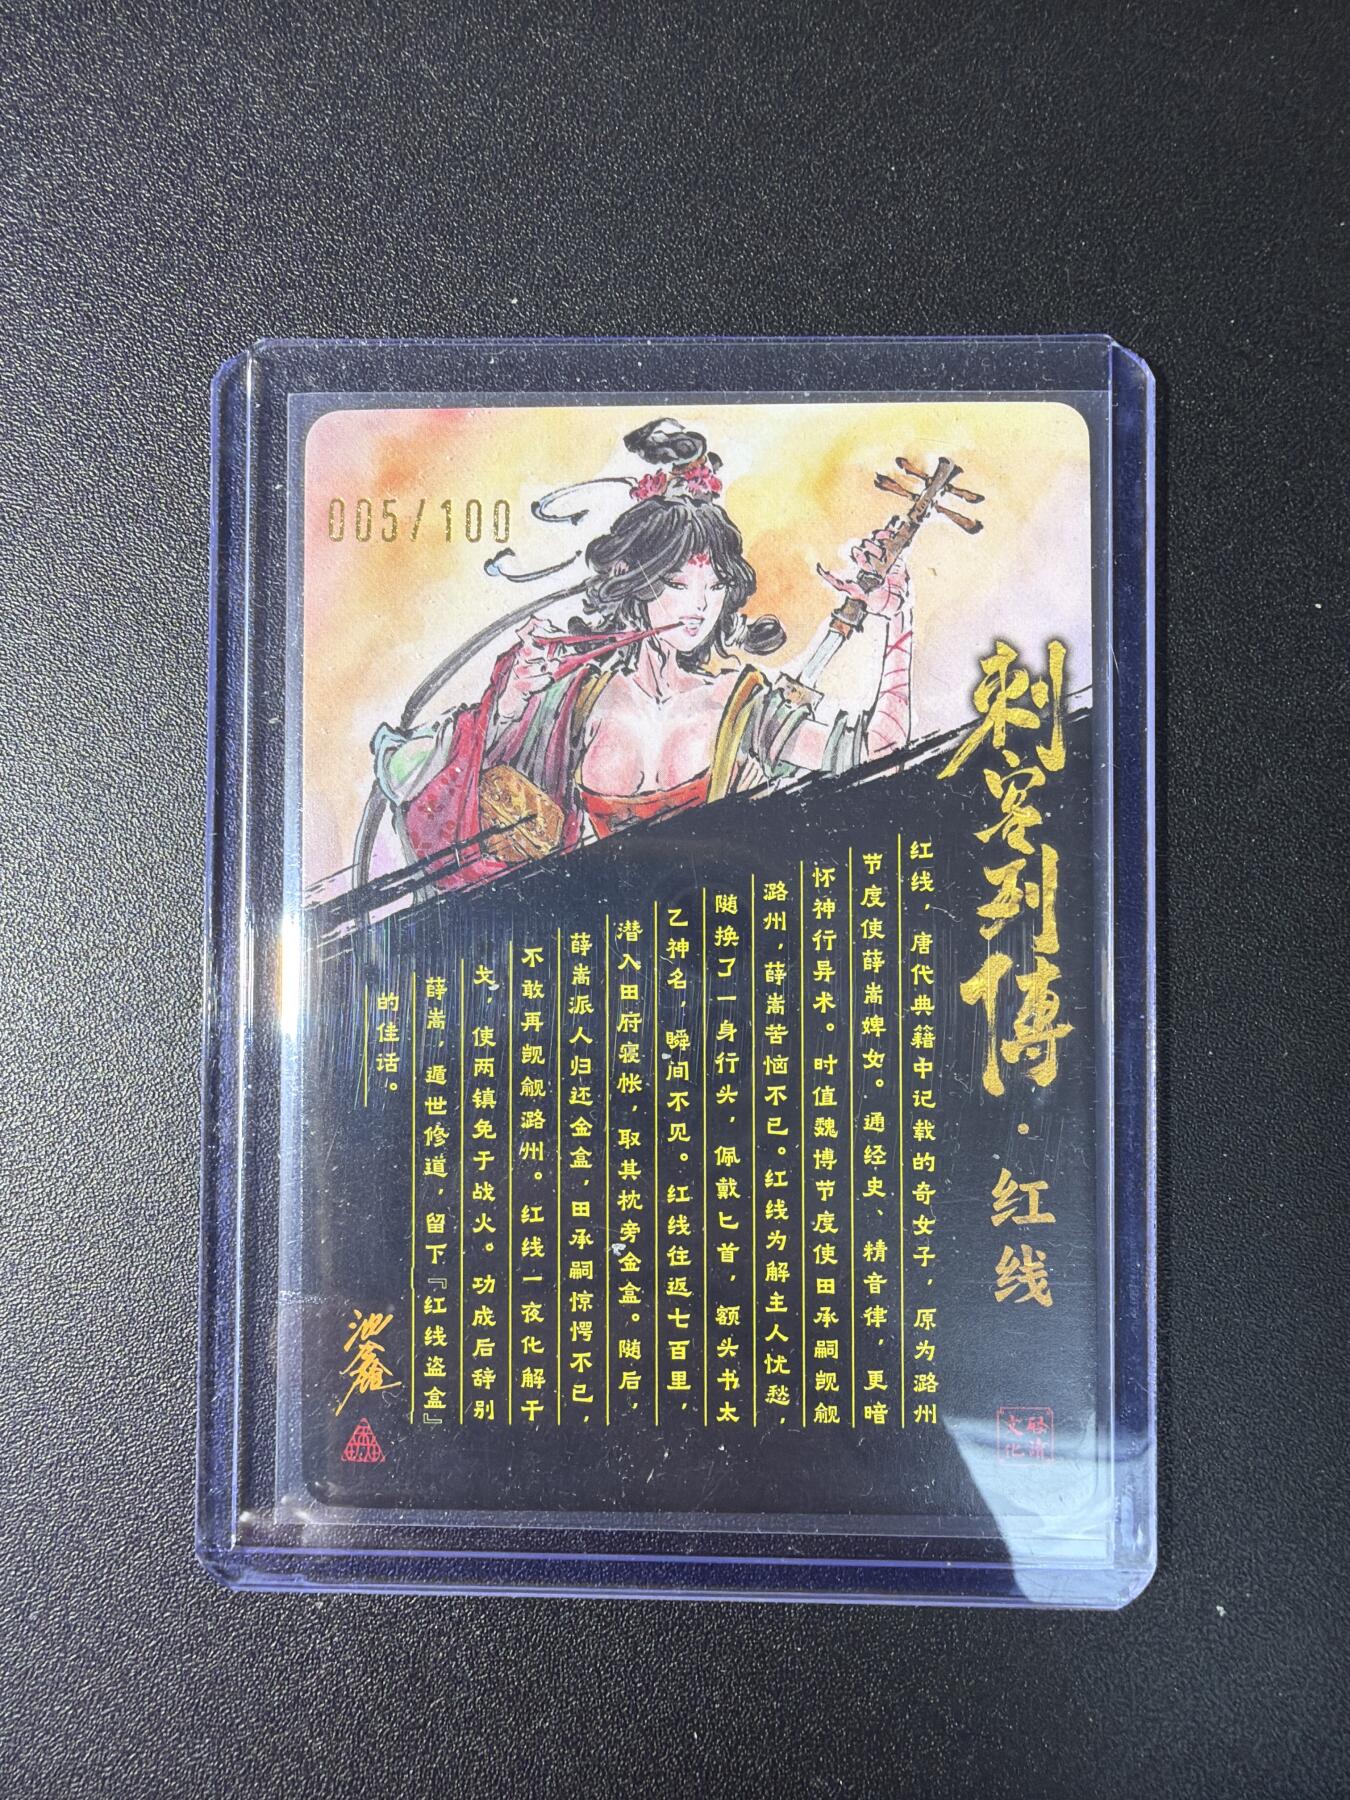 005/100
刺客列傳·红线
红线，唐代典籍中记载的奇女子，原为潞州
节度使薛嵩婢女。通经史、精音律，更暗
怀神行异术。时值魏博节度使田承嗣觊觎
潞州，薛嵩苦恼不已。红线为解主人忧愁，
随换了一身行头，佩戴匕首，额头书太
乙神名，瞬间不见。红线往返七百里，
潜入田府寝帐，取其枕旁金盒。随后，
薛嵩派人归还金盒，田承嗣惊愕不已，
不敢再觊觎潞州。红线一夜化解干
戈，使两镇免于战火。功成后辞别
薛嵩，遁世修道，留下『红线盗盒』
的佳话。
池鑫
文化